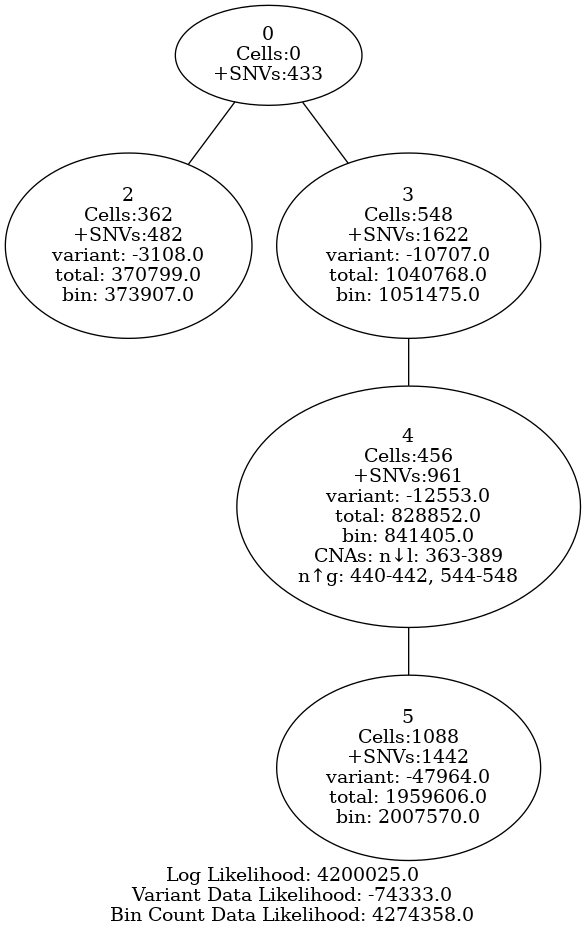 0
Cells:0
+SNVs:433
2
Cells:362
+SNVs:482
variant: -3108.0
total: 370799.0
bin: 373907.0
3
Cells:548
+SNVs:1622
variant: -10707.0
total: 1040768.0
bin: 1051475.0
4
Cells:456
+SNVs:961
variant: -12553.0
total: 828852.0
bin: 841405.0
CNAs: n↓l: 363-389
n↑g: 440-442, 544-548
5
Cells:1088
+SNVs:1442
variant: -47964.0
total: 1959606.0
bin: 2007570.0
Log Likelihood: 4200025.0
Variant Data Likelihood: -74333.0
Bin Count Data Likelihood: 4274358.0